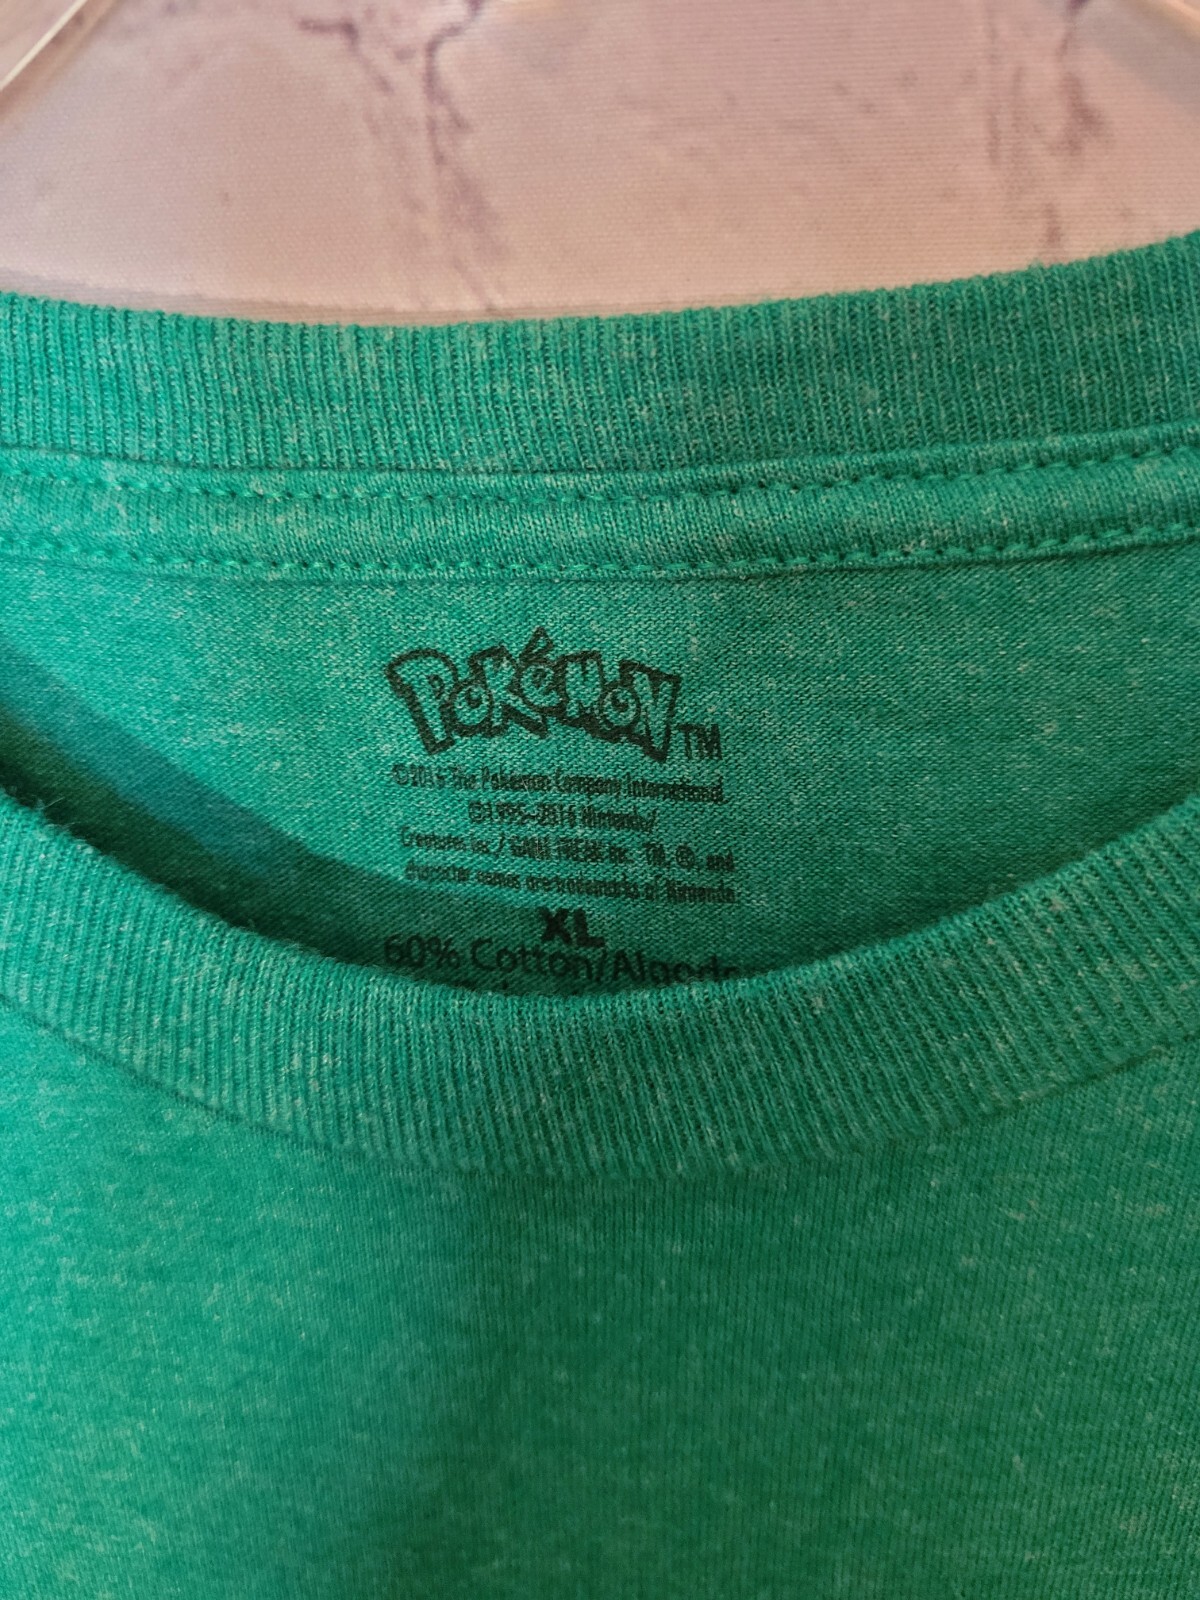 POKéMON TM
©2016 The Pokémon Company International.
©1995–2016 Nintendo/
Creatures Inc./ GAME FREAK inc. TM, ®, and
character names are trademarks of Nintendo.
XL
60% Cotton/Algodo